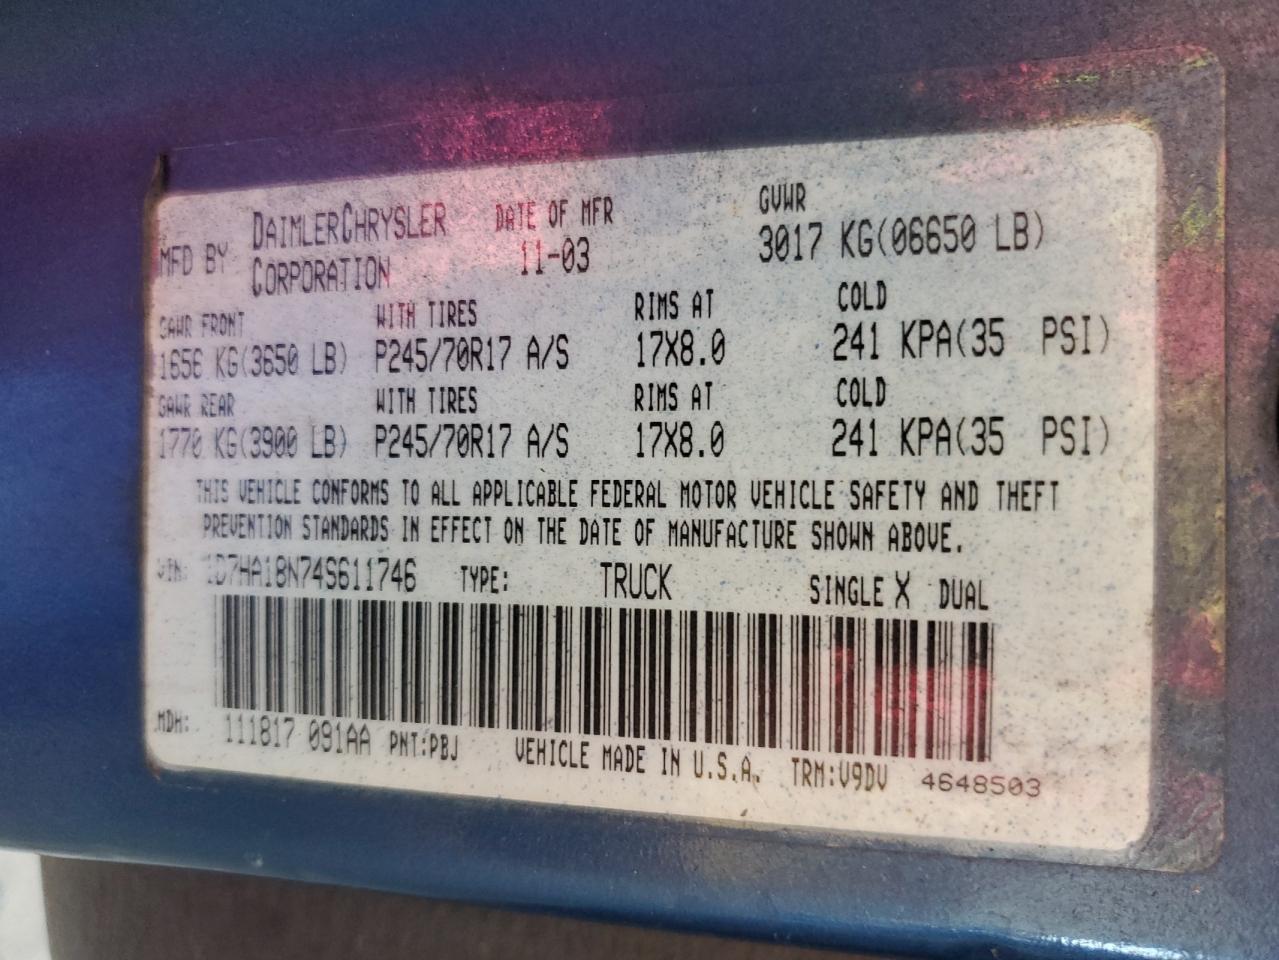 MFD BY DAIMLERCHRYSLER CORPORATION DATE OF MFR 11-03 GVWR 3017 KG(06650 LB)
GAWR FRONT WITH TIRES RIMS AT COLD
1656 KG(3650 LB) P245/70R17 A/S 17X8.0 241 KPA(35 PSI)
GAWR REAR WITH TIRES RIMS AT COLD
1770 KG(3900 LB) P245/70R17 A/S 17X8.0 241 KPA(35 PSI)
THIS VEHICLE CONFORMS TO ALL APPLICABLE FEDERAL MOTOR VEHICLE SAFETY AND THEFT
PREVENTION STANDARDS IN EFFECT ON THE DATE OF MANUFACTURE SHOWN ABOVE.
VIN: 1D7HA18N74S611746 TYPE: TRUCK SINGLE X DUAL
MDH: 111817 091AA PNT:PBJ VEHICLE MADE IN U.S.A. TRM:V9DV 4648503